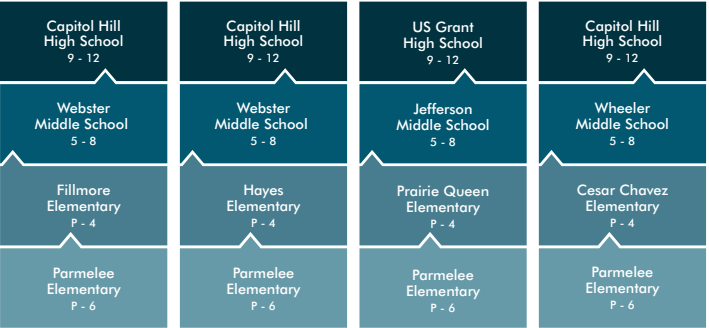 Capitol Hill
High School
9 - 12
Webster
Middle School
5 - 8
Fillmore
Elementary
P - 4
Parmelee
Elementary
P - 6
Capitol Hill
High School
9 - 12
Webster
Middle School
5 - 8
Hayes
Elementary
P - 4
Parmelee
Elementary
P - 6
US Grant
High School
9 - 12
Jefferson
Middle School
5 - 8
Prairie Queen
Elementary
P - 4
Parmelee
Elementary
P - 6
Capitol Hill
High School
9 - 12
Wheeler
Middle School
5 - 8
Cesar Chavez
Elementary
P - 4
Parmelee
Elementary
P - 6